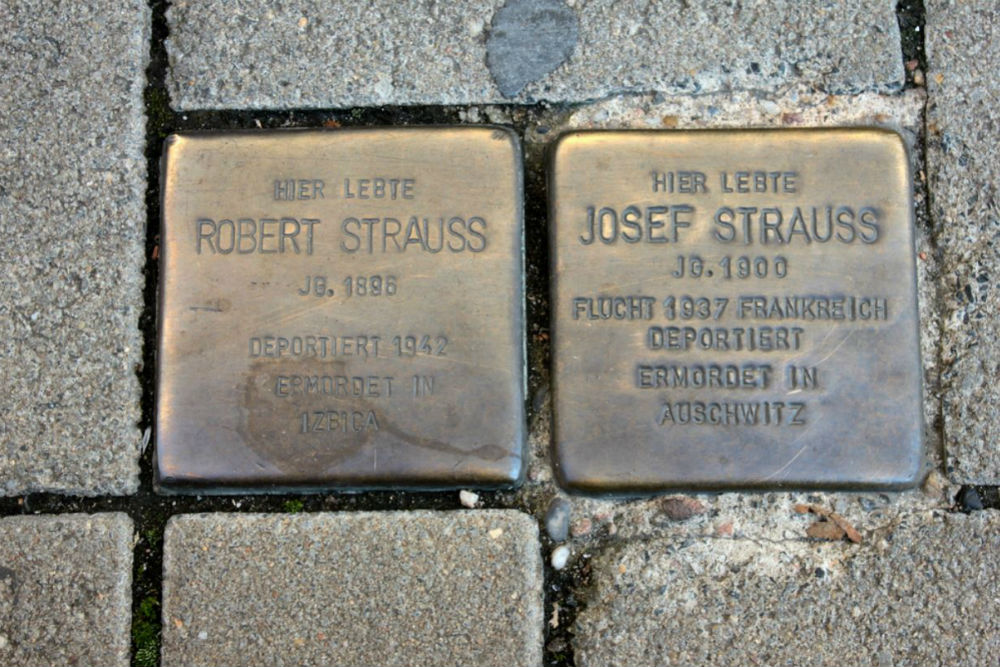 HIER LEBTE
ROBERT STRAUSS
JG. 1896
DEPORTIERT 1942
ERMORDET IN
IZBICA
HIER LEBTE
JOSEF STRAUSS
JG. 1900
FLUCHT 1937 FRANKREICH
DEPORTIERT
ERMORDET IN
AUSCHWITZ